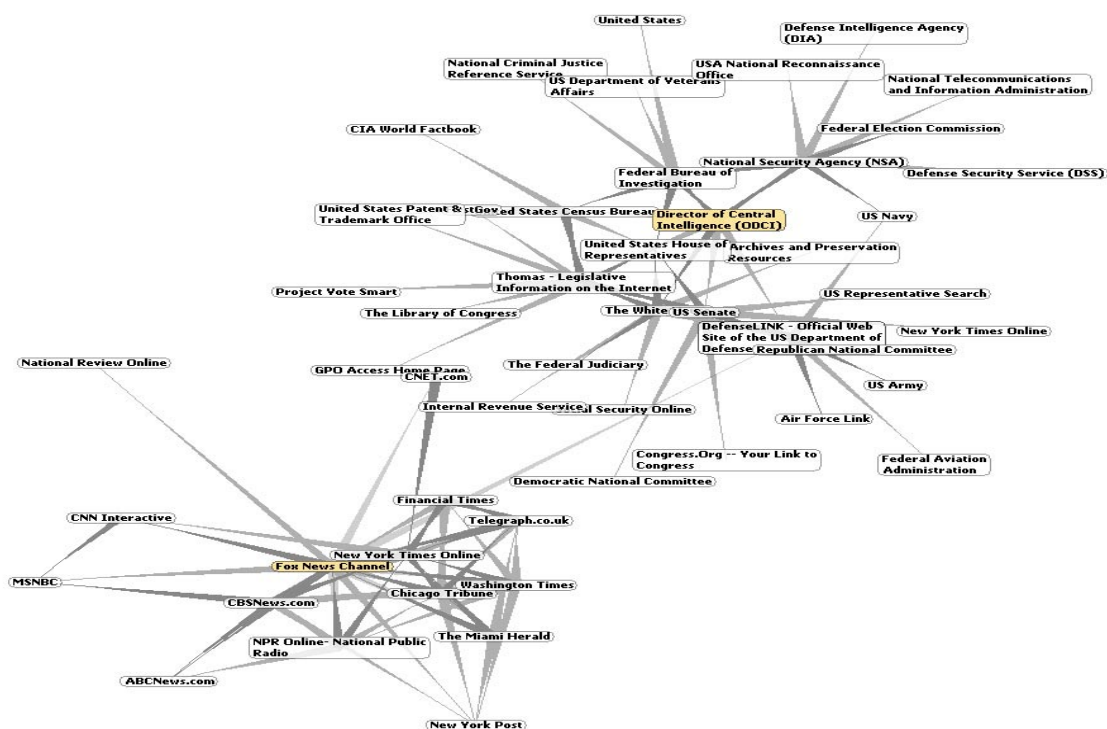 United States
Defense Intelligence Agency
(DIA)
National Criminal Justice
Reference Service
USA National Reconnaissance
Office
US Department of Veterans
Affairs
National Telecommunications
and Information Administration
CIA World Factbook
Federal Election Commission
National Security Agency (NSA)
Defense Security Service (DSS)
Federal Bureau of
Investigation
United States Patent &
Trademark Office
stGov
ed States Census Bureau
Director of Central
Intelligence (ODCI)
US Navy
United States House of
Representatives
Archives and Preservation
Resources
Thomas - Legislative
Information on the Internet
Project Vote Smart
US Representative Search
The Library of Congress
The White
US Senate
DefenseLINK - Official Web
Site of the US Department of
Defense
New York Times Online
Republican National Committee
National Review Online
The Federal Judiciary
GPO Access Home Page
CNET.com
US Army
Internal Revenue Service
Security Online
Air Force Link
Congress.Org -- Your Link to
Congress
Federal Aviation
Administration
Democratic National Committee
Financial Times
CNN Interactive
Telegraph.co.uk
New York Times Online
Fox News Channel
MSNBC
Washington Times
Chicago Tribune
CBSNews.com
The Miami Herald
NPR Online- National Public
Radio
ABCNews.com
New York Post